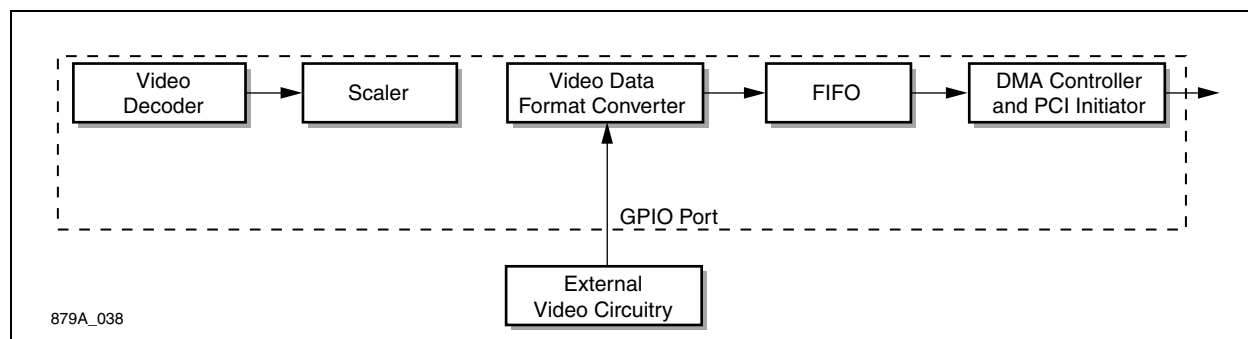 Video
Decoder
Scaler
Video Data
Format Converter
FIFO
DMA Controller
and PCI Initiator
GPIO Port
External
Video Circuitry
879A_038